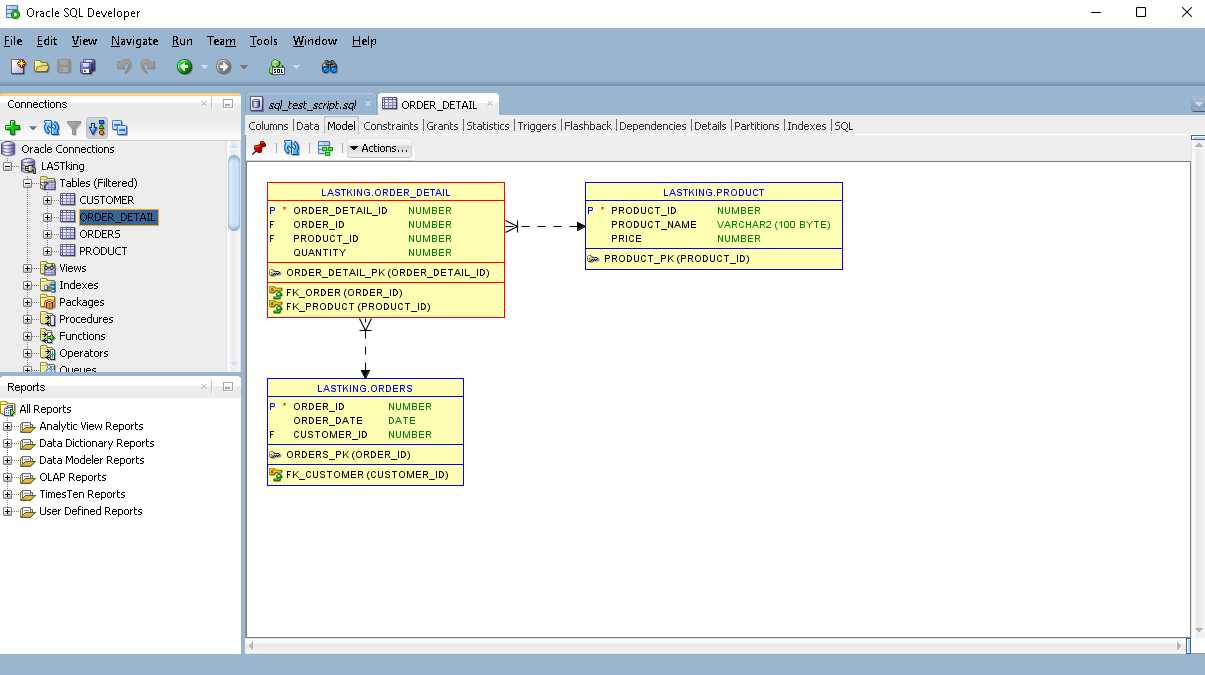 Oracle SQL Developer
File Edit View Navigate Run Team Tools Window Help
SQL
Connections
Oracle Connections
LASTking
Tables (Filtered)
CUSTOMER
ORDER_DETAIL
ORDERS
PRODUCT
Views
Indexes
Packages
Procedures
Functions
Operators
Queues
Reports
All Reports
Analytic View Reports
Data Dictionary Reports
Data Modeler Reports
OLAP Reports
TimesTen Reports
User Defined Reports
sql_test_script.sql ORDER_DETAIL
Columns Data Model Constraints Grants Statistics Triggers Flashback Dependencies Details Partitions Indexes SQL
Actions...
LASTKING.ORDER_DETAIL
P * ORDER_DETAIL_ID NUMBER
F ORDER_ID NUMBER
F PRODUCT_ID NUMBER
QUANTITY NUMBER
ORDER_DETAIL_PK (ORDER_DETAIL_ID)
FK_ORDER (ORDER_ID)
FK_PRODUCT (PRODUCT_ID)
LASTKING.PRODUCT
P * PRODUCT_ID NUMBER
PRODUCT_NAME VARCHAR2 (100 BYTE)
PRICE NUMBER
PRODUCT_PK (PRODUCT_ID)
LASTKING.ORDERS
P * ORDER_ID NUMBER
ORDER_DATE DATE
F CUSTOMER_ID NUMBER
ORDERS_PK (ORDER_ID)
FK_CUSTOMER (CUSTOMER_ID)